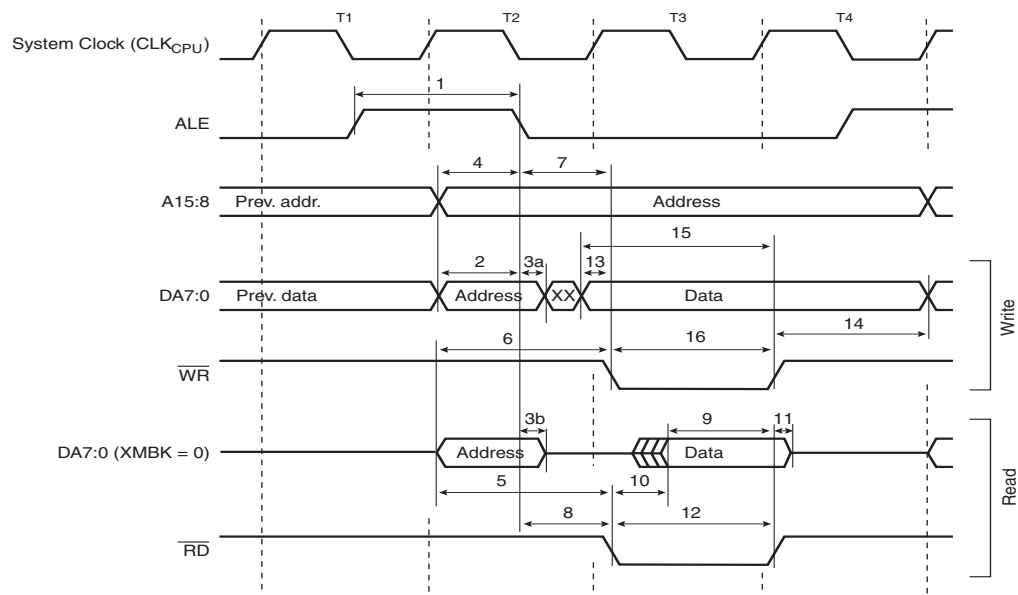 T1 T2 T3 T4
System Clock (CLKCPU)
1
ALE
4 7
A15:8 Prev. addr. Address
15
2 3a 13
DA7:0 Prev. data Address XX Data
14
6 16
WR
Write
3b 9 11
DA7:0 (XMBK = 0) Address Data
5 10
Read
8 12
RD